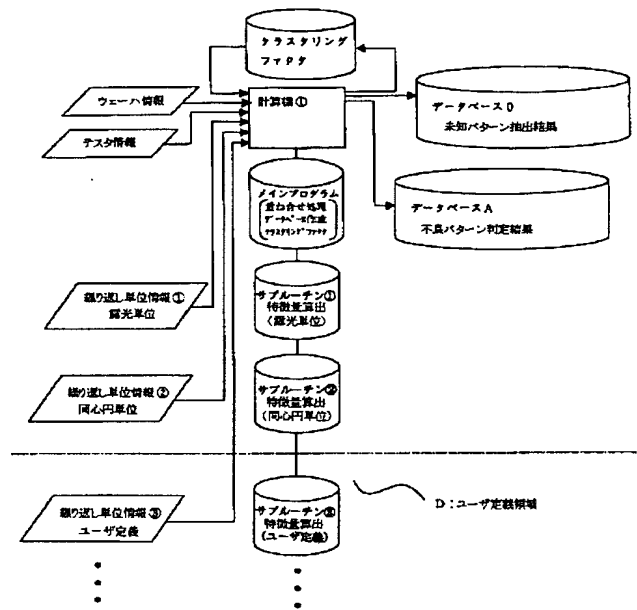 クラスタリング
ファクタ
ウェーハ情報
計算機①
データベースD
未知パターン抽出結果
テスタ情報
メインプログラム
重ね合せ処理
データベース作成
クラスタリングファクタ
データベースA
不良パターン判定結果
繰り返し単位情報①
露光単位
サブルーチン①
特徴量算出
(露光単位)
繰り返し単位情報②
同心円単位
サブルーチン②
特徴量算出
(同心円単位)
D:ユーザ定義領域
繰り返し単位情報③
ユーザ定義
サブルーチン③
特徴量算出
(ユーザ定義)